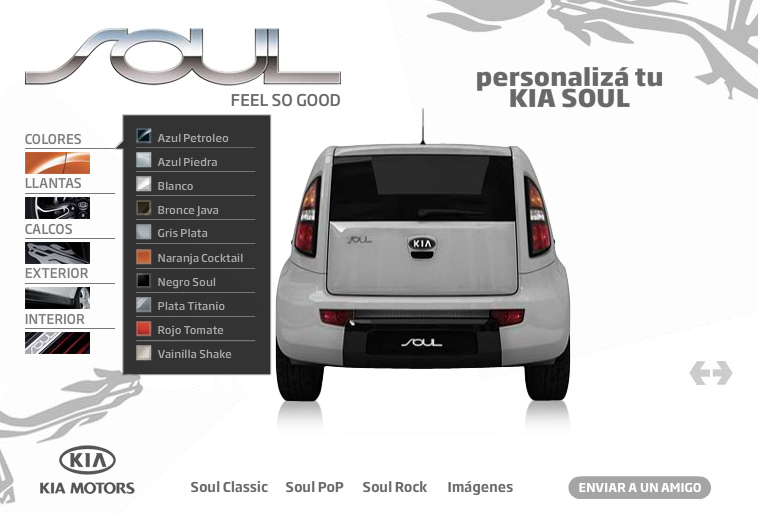 SOUL
FEEL SO GOOD
personalizá tu
KIA SOUL
COLORES
LLANTAS
CALCOS
EXTERIOR
INTERIOR
Azul Petroleo
Azul Piedra
Blanco
Bronce Java
Gris Plata
Naranja Cocktail
Negro Soul
Plata Titanio
Rojo Tomate
Vainilla Shake
SOUL
KIA
SOUL
KIA
KIA MOTORS
Soul Classic
Soul PoP
Soul Rock
Imágenes
ENVIAR A UN AMIGO